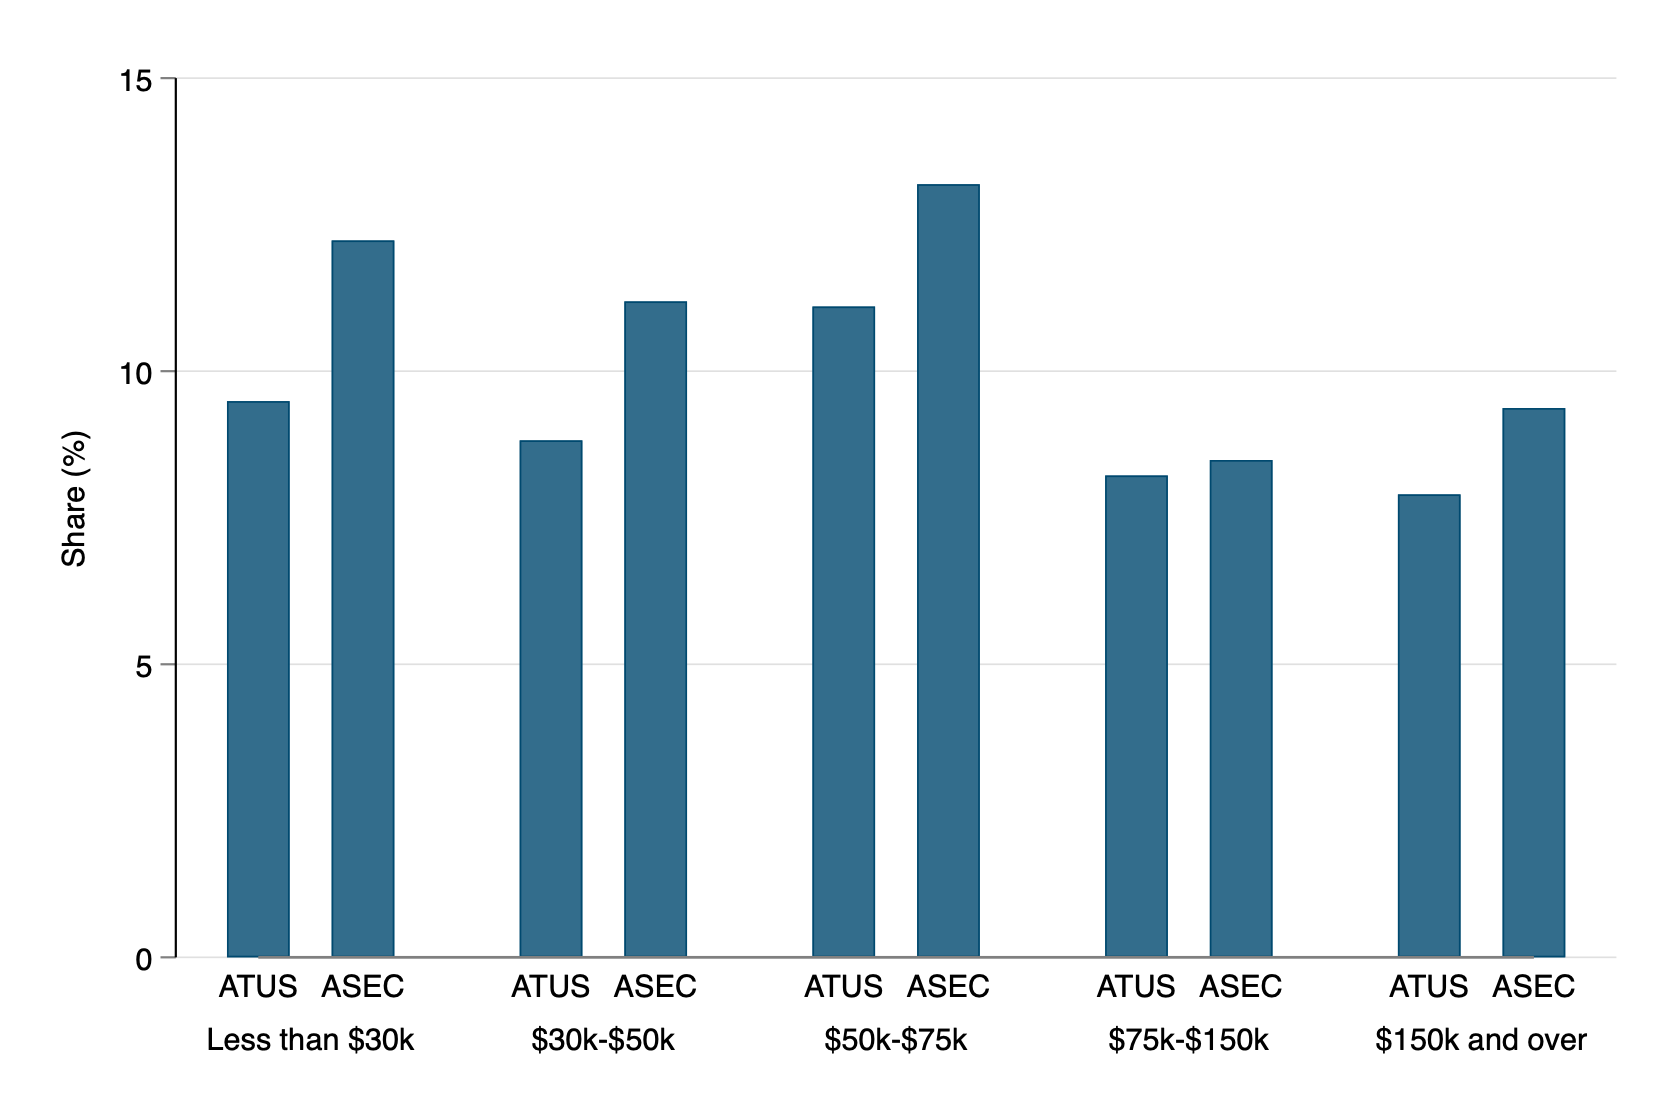 15
10
5
0
Share (%)
ATUS ASEC ATUS ASEC ATUS ASEC ATUS ASEC ATUS ASEC
Less than $30k $30k-$50k $50k-$75k $75k-$150k $150k and over